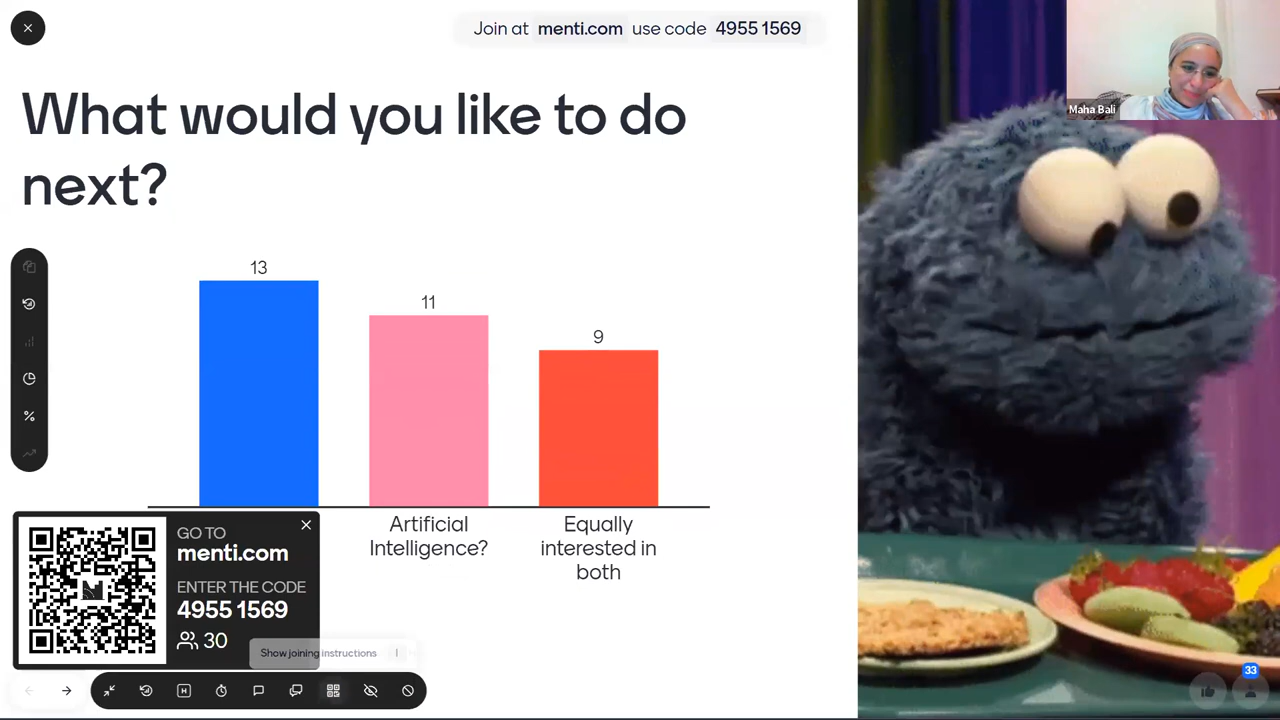 Join at menti.com use code 4955 1569
Maha Bali
What would you like to do
next?
13
11
9
Artificial
Intelligence?
Equally
interested in
both
GO TO
menti.com
ENTER THE CODE
4955 1569
30
Show joining instructions I
H
%
33